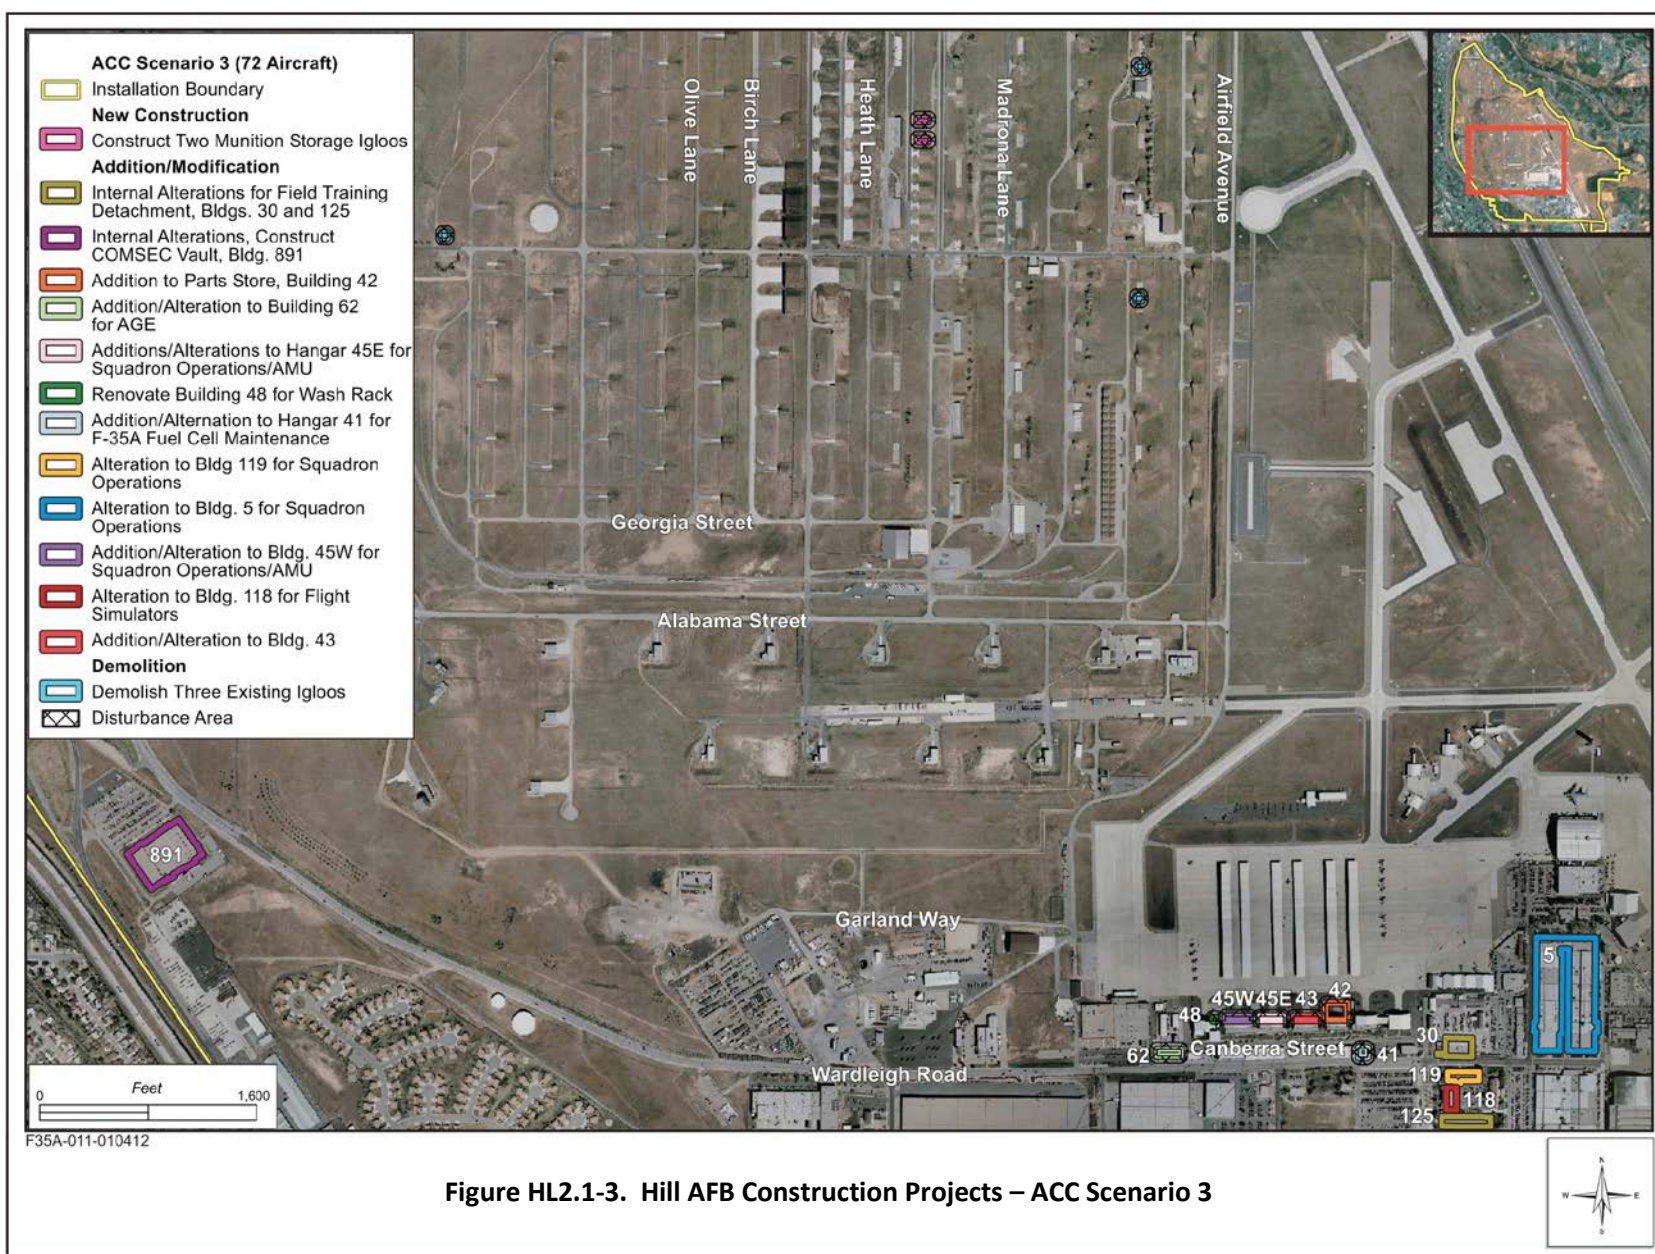 ACC Scenario 3 (72 Aircraft)
Installation Boundary
New Construction
Construct Two Munition Storage Igloos
Addition/Modification
Internal Alterations for Field Training
Detachment, Bldgs. 30 and 125
Internal Alterations, Construct
COMSEC Vault, Bldg. 891
Addition to Parts Store, Building 42
Addition/Alteration to Building 62
for AGE
Additions/Alterations to Hangar 45E for
Squadron Operations/AMU
Renovate Building 48 for Wash Rack
Addition/Alternation to Hangar 41 for
F-35A Fuel Cell Maintenance
Alteration to Bldg 119 for Squadron
Operations
Alteration to Bldg. 5 for Squadron
Operations
Addition/Alteration to Bldg. 45W for
Squadron Operations/AMU
Alteration to Bldg. 118 for Flight
Simulators
Addition/Alteration to Bldg. 43
Demolition
Demolish Three Existing Igloos
Disturbance Area
Olive Lane
Birch Lane
Heath Lane
Madrona Lane
Airfield Avenue
Georgia Street
Alabama Street
891
Garland Way
5
45W 45E 43 42
48
62
Canberra Street
41
30
Wardleigh Road
119
118
125
Feet
0 1,600
F35A-011-010412
Figure HL2.1-3. Hill AFB Construction Projects – ACC Scenario 3
N
W E
S